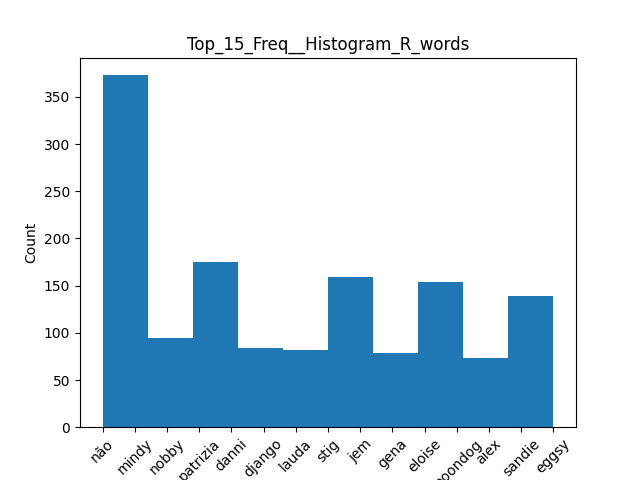 Top_15_Freq__Histogram_R_words
Count
350
300
250
200
150
100
50
0
não
mindy
nobby
patrizia
danni
django
lauda
stig
jem
gena
eloise
moondog
alex
sandie
eggsy